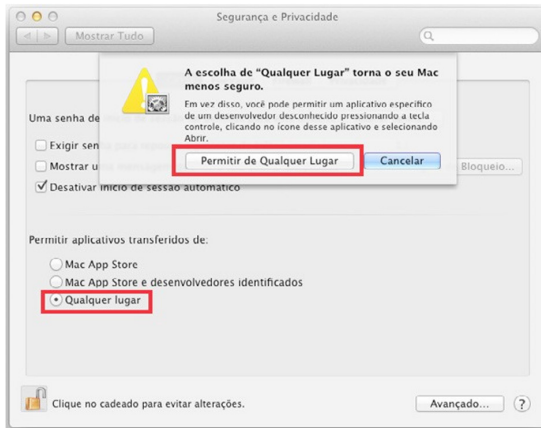 Segurança e Privacidade
Mostrar Tudo
A escolha de “Qualquer Lugar” torna o seu Mac
menos seguro.
Em vez disso, você pode permitir um aplicativo específico
de um desenvolvedor desconhecido pressionando a tecla
controle, clicando no ícone desse aplicativo e selecionando
Abrir.
Permitir de Qualquer Lugar
Cancelar
Uma senha de
Exigir sen
Mostrar u
Bloqueio...
Desativar início de sessão automático
Permitir aplicativos transferidos de:
Mac App Store
Mac App Store e desenvolvedores identificados
Qualquer lugar
Clique no cadeado para evitar alterações.
Avançado...
?